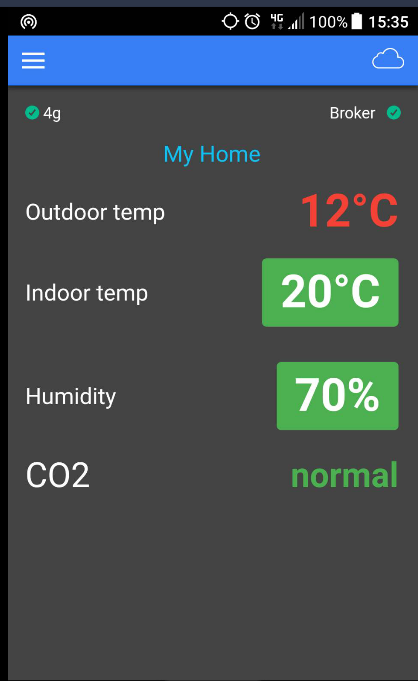 4G 100% 15:35
4g Broker
My Home
Outdoor temp 12°C
Indoor temp 20°C
Humidity 70%
CO2 normal